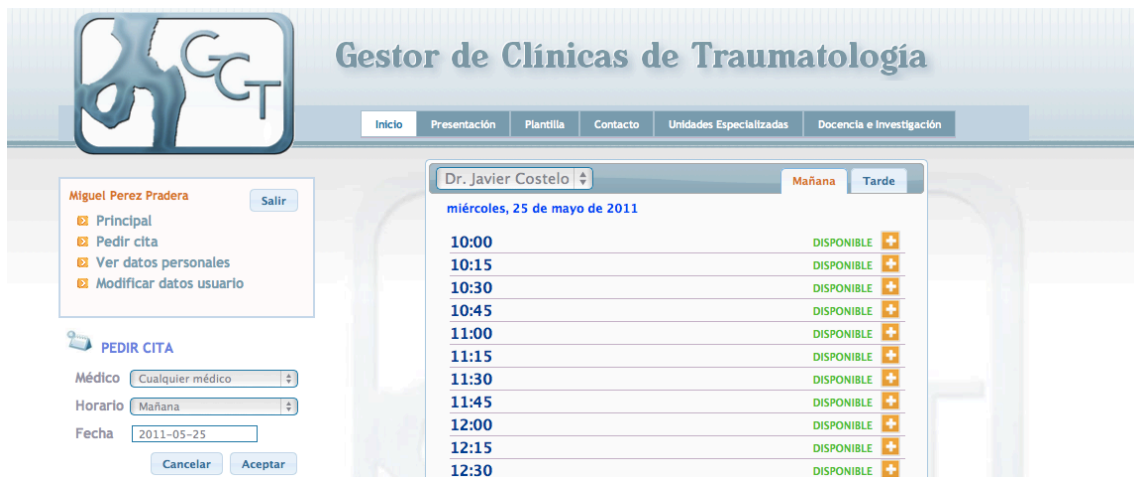 GCT
Gestor de Clínicas de Traumatología
Inicio Presentación Plantilla Contacto Unidades Especializadas Docencia e Investigación
Miguel Perez Pradera Salir
Principal
Pedir cita
Ver datos personales
Modificar datos usuario
PEDIR CITA
Médico Cualquier médico
Horario Mañana
Fecha 2011-05-25
Cancelar Aceptar
Dr. Javier Costelo Mañana Tarde
miércoles, 25 de mayo de 2011
10:00 DISPONIBLE
10:15 DISPONIBLE
10:30 DISPONIBLE
10:45 DISPONIBLE
11:00 DISPONIBLE
11:15 DISPONIBLE
11:30 DISPONIBLE
11:45 DISPONIBLE
12:00 DISPONIBLE
12:15 DISPONIBLE
12:30 DISPONIBLE